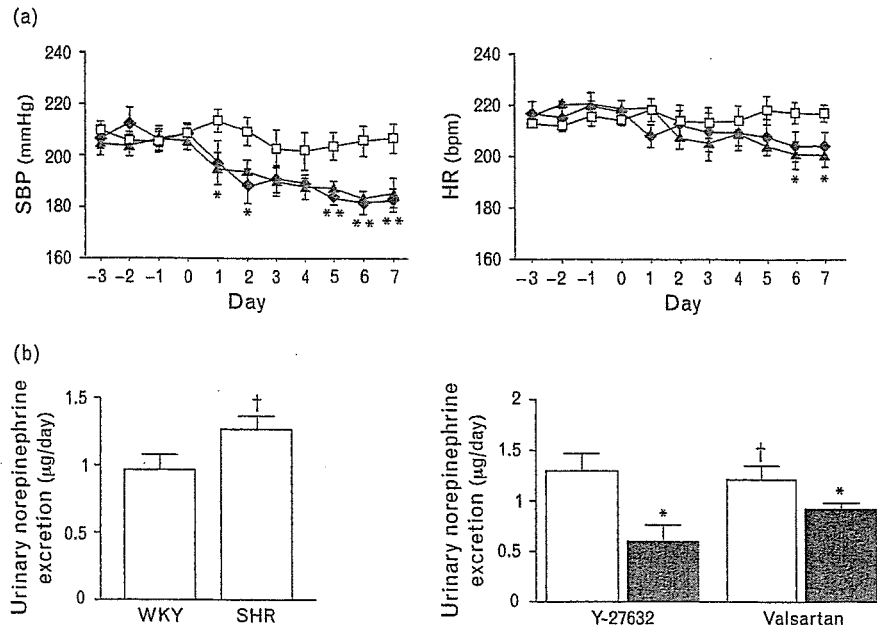 (a)
240
220
200
180
160
SBP (mmHg)
* * ** ** **
-3 -2 -1 0 1 2 3 4 5 6 7
Day
240
220
200
180
160
HR (bpm)
* *
-3 -2 -1 0 1 2 3 4 5 6 7
Day
(b)
Urinary norepinephrine
excretion (μg/day)
1.5
1
0.5
0
†
WKY SHR
Urinary norepinephrine
excretion (μg/day)
2
1.5
1
0.5
0
* † *
Y-27632 Valsartan